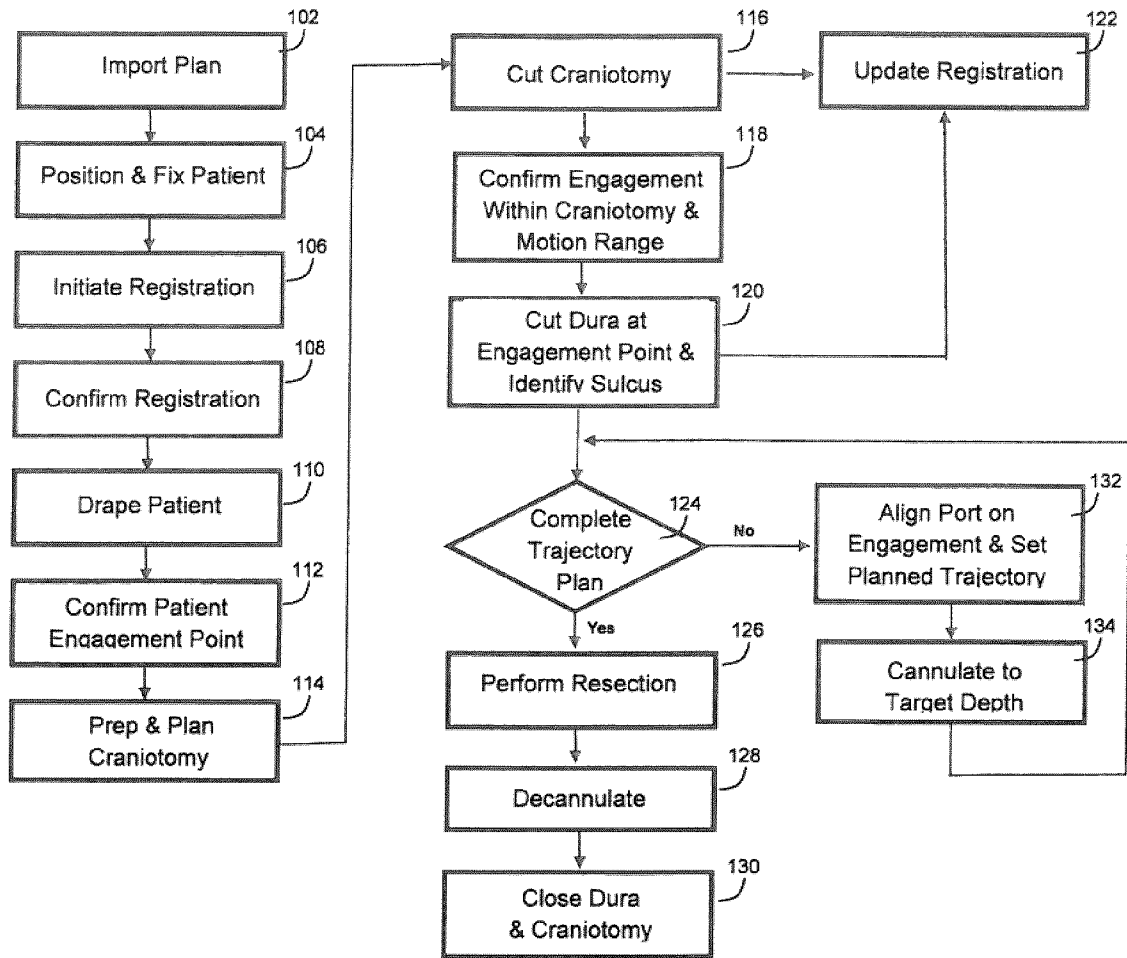 102
Import Plan
104
Position & Fix Patient
106
Initiate Registration
108
Confirm Registration
110
Drape Patient
112
Confirm Patient
Engagement Point
114
Prep & Plan
Craniotomy
116
Cut Craniotomy
118
Confirm Engagement
Within Craniotomy &
Motion Range
120
Cut Dura at
Engagement Point &
Identify Sulcus
122
Update Registration
124
Complete
Trajectory
Plan
No
Yes
126
Perform Resection
128
Decannulate
130
Close Dura
& Craniotomy
132
Align Port on
Engagement & Set
Planned Trajectory
134
Cannulate to
Target Depth